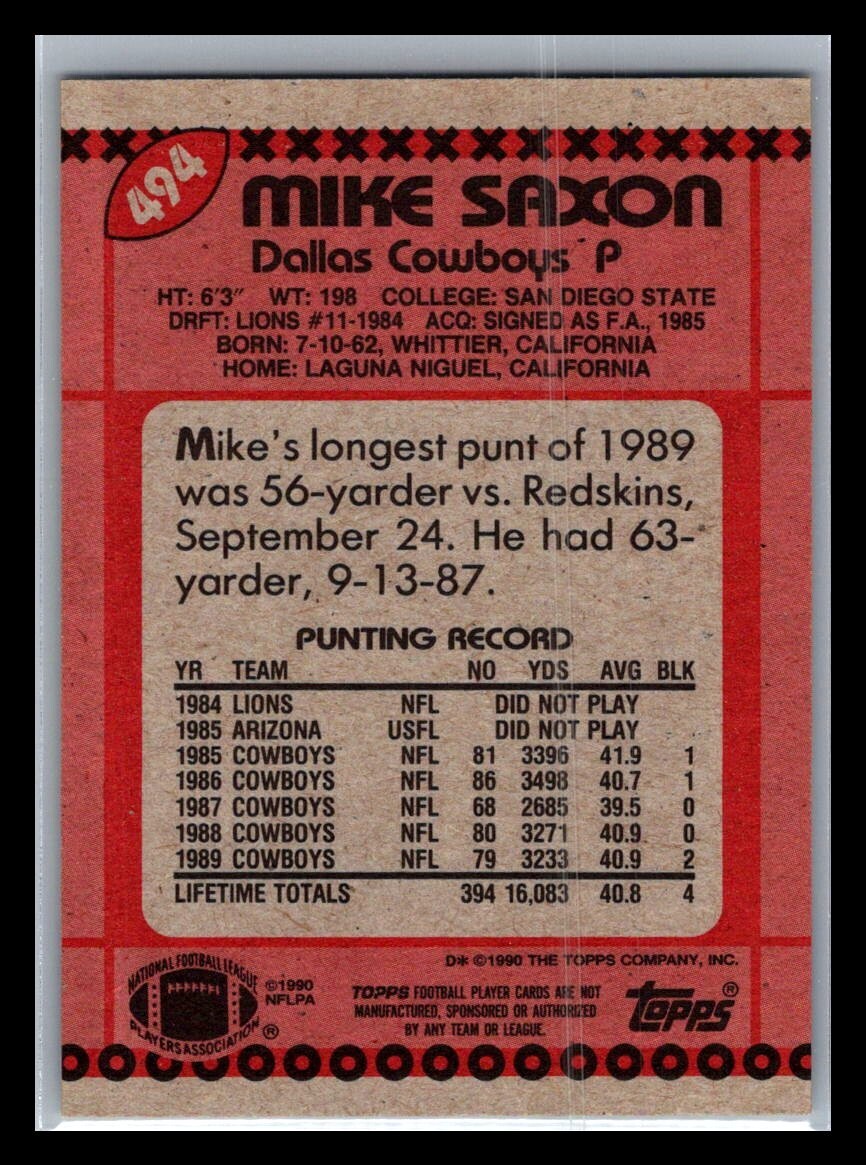 494
MIKE SAXON
Dallas Cowboys P
HT: 6'3" WT: 198 COLLEGE: SAN DIEGO STATE
DRFT: LIONS #11-1984 ACQ: SIGNED AS F.A., 1985
BORN: 7-10-62, WHITTIER, CALIFORNIA
HOME: LAGUNA NIGUEL, CALIFORNIA
Mike's longest punt of 1989
was 56-yarder vs. Redskins,
September 24. He had 63-
yarder, 9-13-87.
PUNTING RECORD
YR TEAM NO YDS AVG BLK
1984 LIONS NFL DID NOT PLAY
1985 ARIZONA USFL DID NOT PLAY
1985 COWBOYS NFL 81 3396 41.9 1
1986 COWBOYS NFL 86 3498 40.7 1
1987 COWBOYS NFL 68 2685 39.5 0
1988 COWBOYS NFL 80 3271 40.9 0
1989 COWBOYS NFL 79 3233 40.9 2
LIFETIME TOTALS 394 16,083 40.8 4
D* ©1990 THE TOPPS COMPANY, INC.
NATIONAL FOOTBALL LEAGUE
PLAYERS ASSOCIATION ®
©1990
NFLPA
TOPPS FOOTBALL PLAYER CARDS ARE NOT
MANUFACTURED, SPONSORED OR AUTHORIZED
BY ANY TEAM OR LEAGUE.
topps®